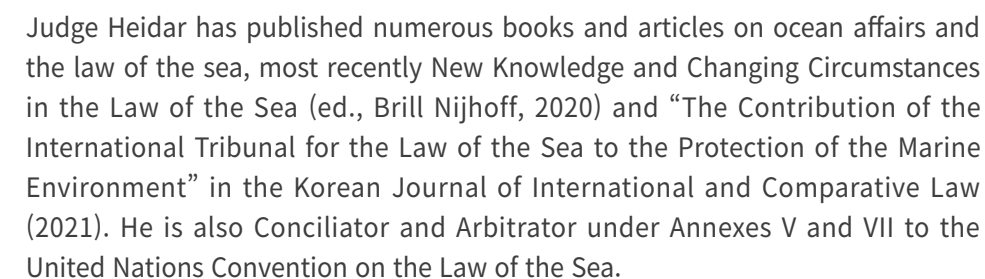 Judge Heidar has published numerous books and articles on ocean affairs and
the law of the sea, most recently New Knowledge and Changing Circumstances
in the Law of the Sea (ed., Brill Nijhoff, 2020) and “The Contribution of the
International Tribunal for the Law of the Sea to the Protection of the Marine
Environment” in the Korean Journal of International and Comparative Law
(2021). He is also Conciliator and Arbitrator under Annexes V and VII to the
United Nations Convention on the Law of the Sea.